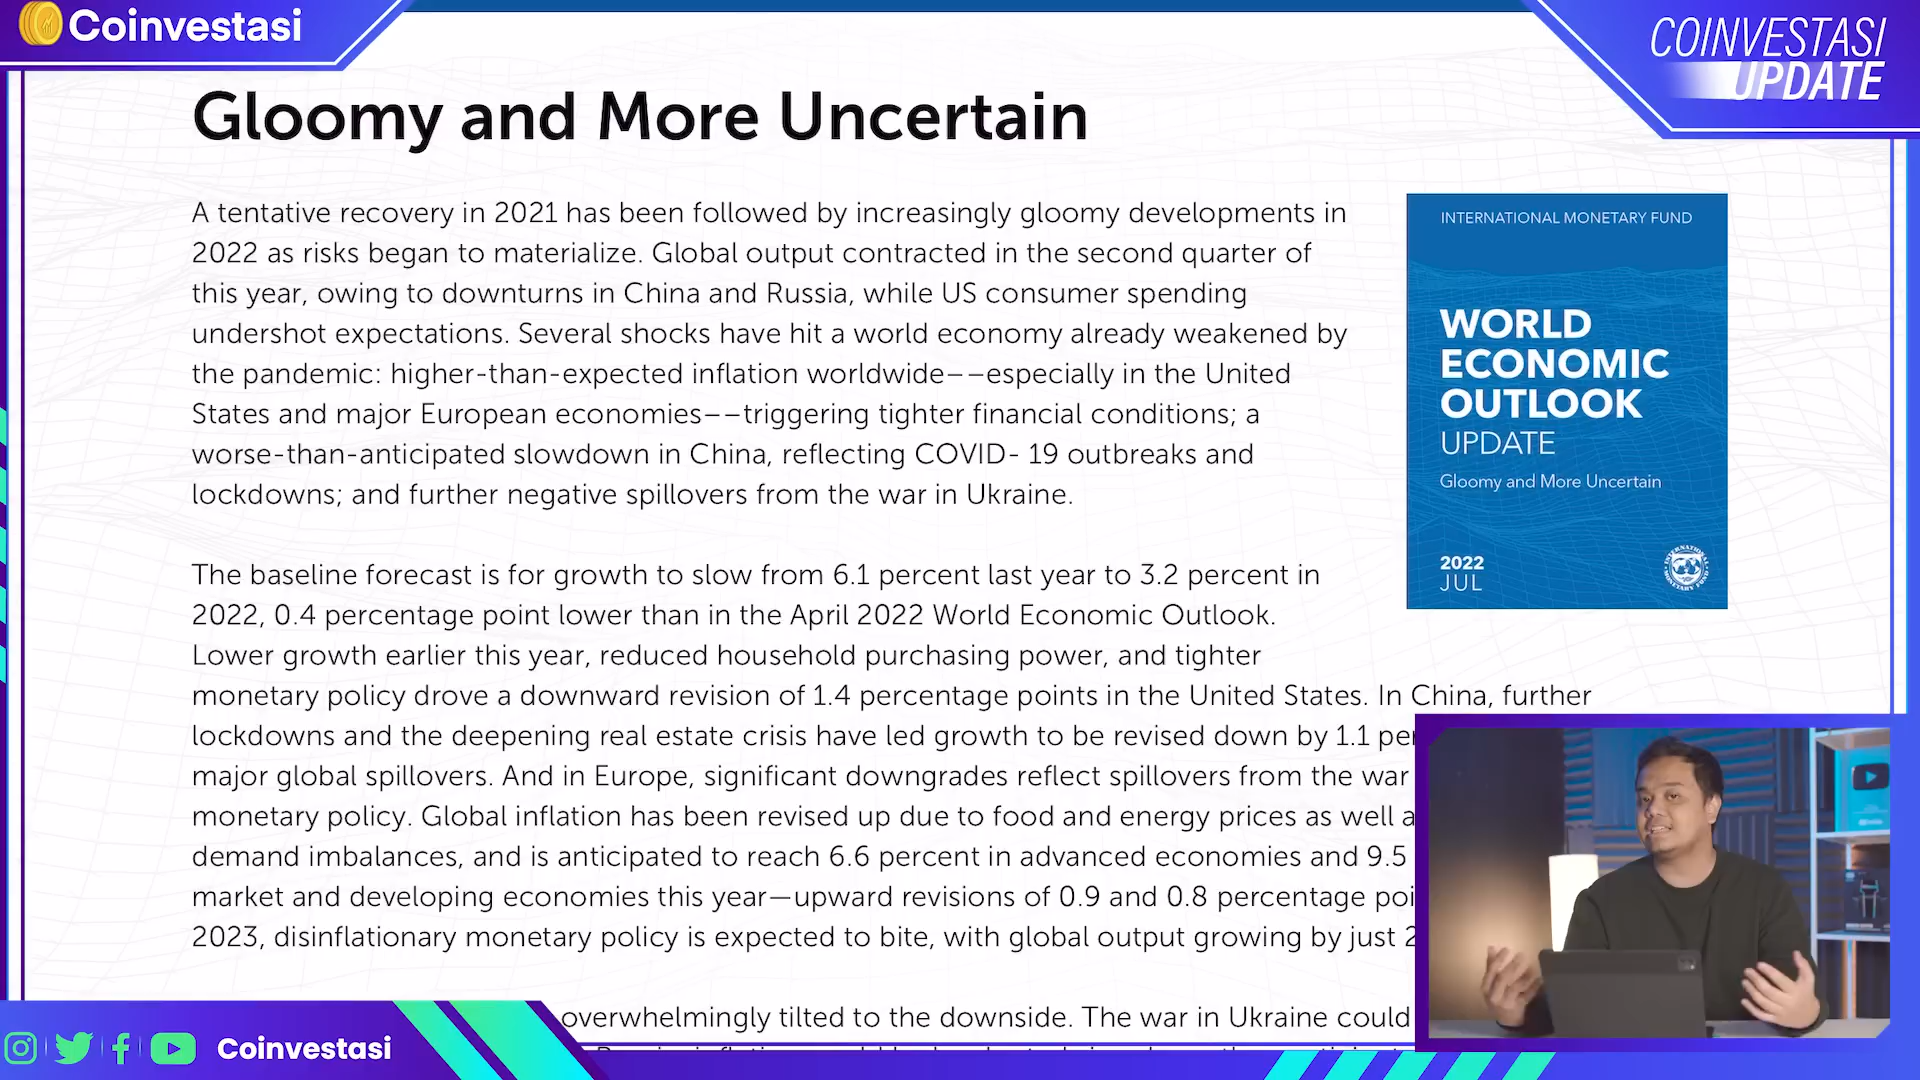 Coinvestasi
COINVESTASI
UPDATE
Gloomy and More Uncertain
A tentative recovery in 2021 has been followed by increasingly gloomy developments in
2022 as risks began to materialize. Global output contracted in the second quarter of
this year, owing to downturns in China and Russia, while US consumer spending
undershot expectations. Several shocks have hit a world economy already weakened by
the pandemic: higher-than-expected inflation worldwide––especially in the United
States and major European economies––triggering tighter financial conditions; a
worse-than-anticipated slowdown in China, reflecting COVID- 19 outbreaks and
lockdowns; and further negative spillovers from the war in Ukraine.
INTERNATIONAL MONETARY FUND
WORLD
ECONOMIC
OUTLOOK
UPDATE
Gloomy and More Uncertain
2022
JUL
INTERNATIONAL MONETARY FUND
The baseline forecast is for growth to slow from 6.1 percent last year to 3.2 percent in
2022, 0.4 percentage point lower than in the April 2022 World Economic Outlook.
Lower growth earlier this year, reduced household purchasing power, and tighter
monetary policy drove a downward revision of 1.4 percentage points in the United States. In China, further
lockdowns and the deepening real estate crisis have led growth to be revised down by 1.1 per
major global spillovers. And in Europe, significant downgrades reflect spillovers from the war
monetary policy. Global inflation has been revised up due to food and energy prices as well a
demand imbalances, and is anticipated to reach 6.6 percent in advanced economies and 9.5
market and developing economies this year—upward revisions of 0.9 and 0.8 percentage poi
2023, disinflationary monetary policy is expected to bite, with global output growing by just 2
overwhelmingly tilted to the downside. The war in Ukraine could
Coinvestasi